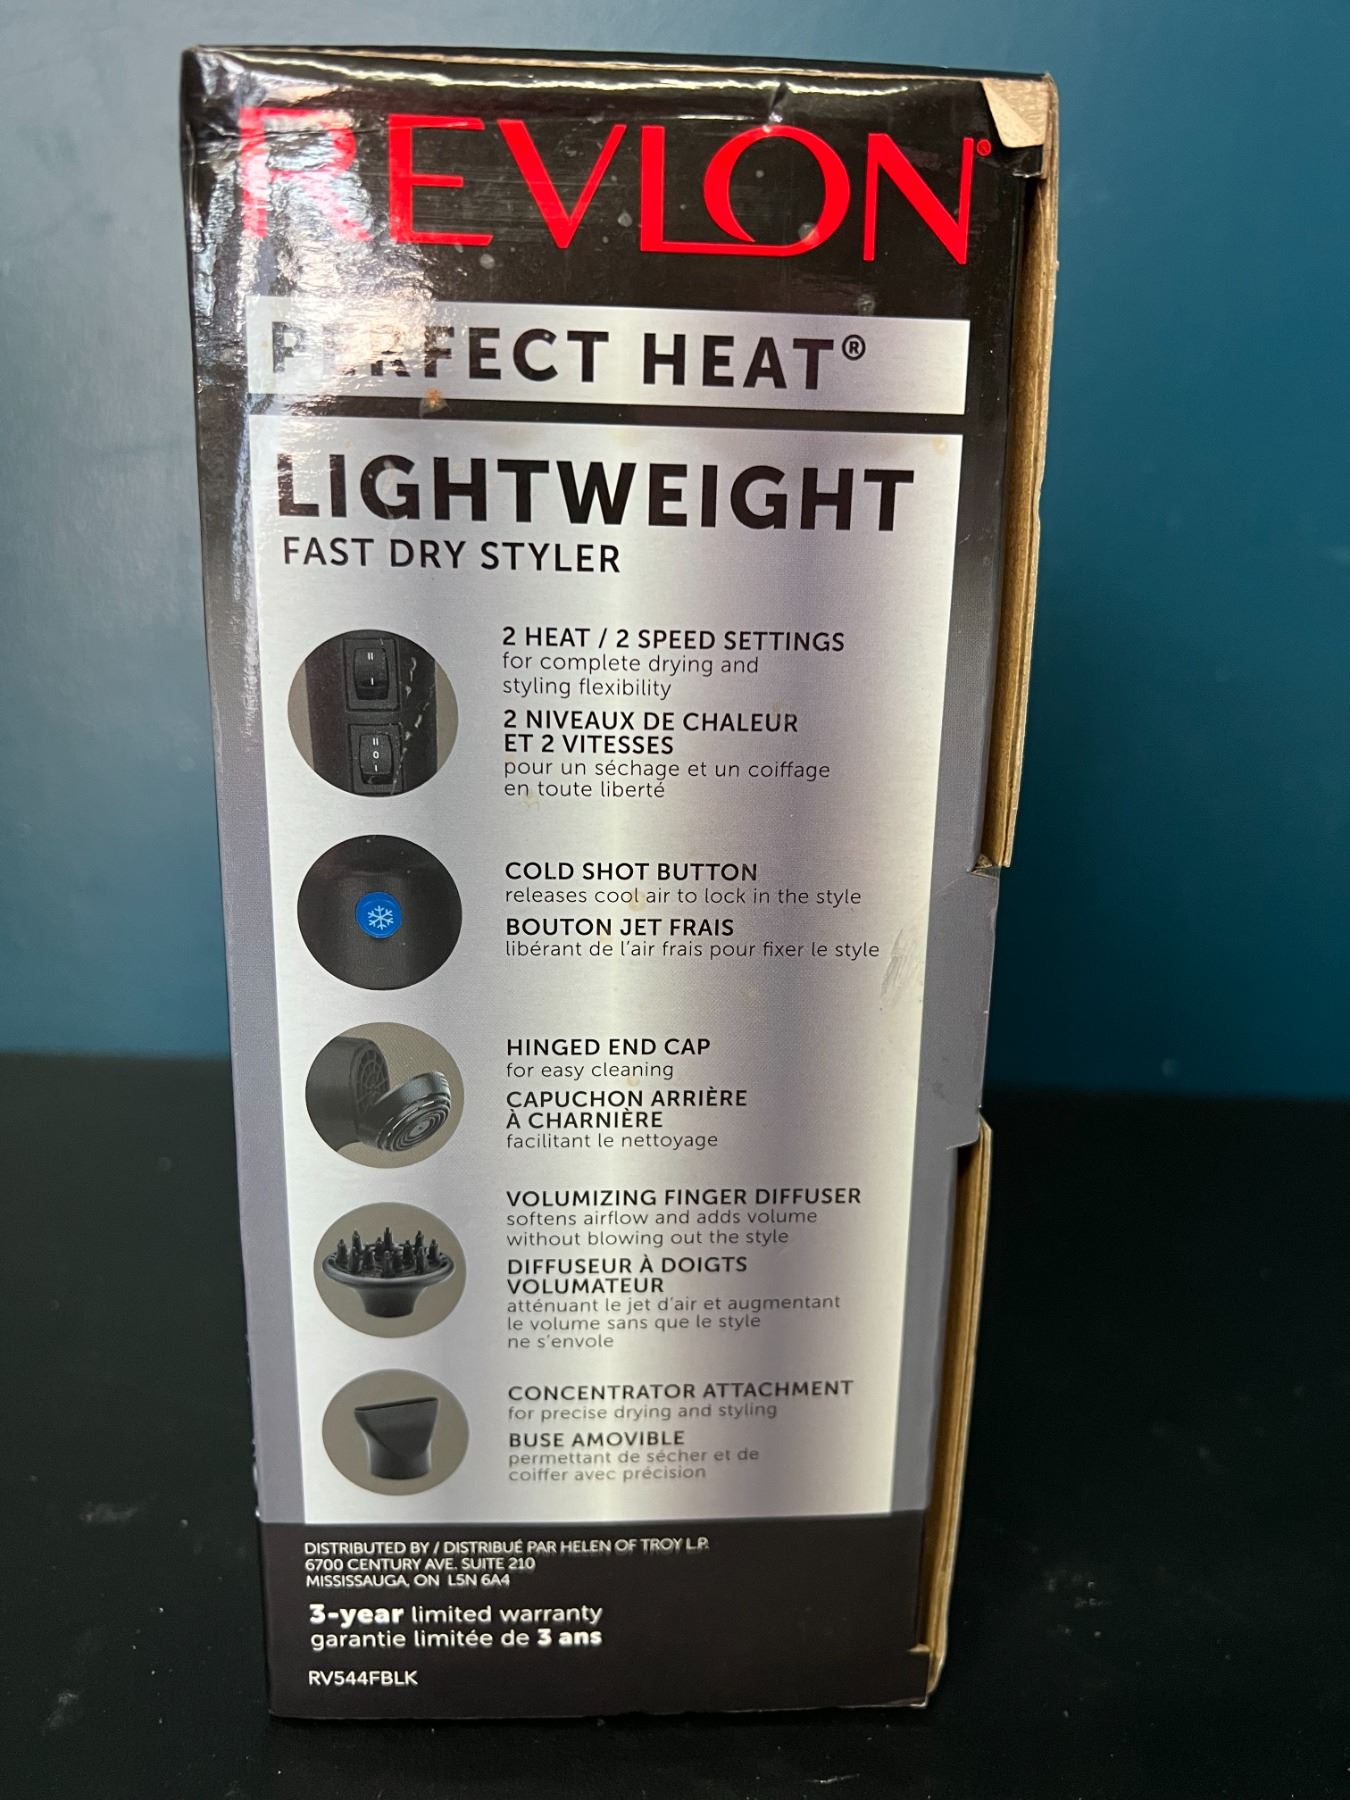 REVLON®
PERFECT HEAT®
LIGHTWEIGHT
FAST DRY STYLER
2 HEAT / 2 SPEED SETTINGS
for complete drying and
styling flexibility
2 NIVEAUX DE CHALEUR
ET 2 VITESSES
pour un séchage et un coiffage
en toute liberté
II
I
II
O
I
COLD SHOT BUTTON
releases cool air to lock in the style
BOUTON JET FRAIS
libérant de l'air frais pour fixer le style
HINGED END CAP
for easy cleaning
CAPUCHON ARRIÈRE
À CHARNIÈRE
facilitant le nettoyage
VOLUMIZING FINGER DIFFUSER
softens airflow and adds volume
without blowing out the style
DIFFUSEUR À DOIGTS
VOLUMATEUR
atténuant le jet d'air et augmentant
le volume sans que le style
ne s'envole
CONCENTRATOR ATTACHMENT
for precise drying and styling
BUSE AMOVIBLE
permettant de sécher et de
coiffer avec précision
DISTRIBUTED BY / DISTRIBUÉ PAR HELEN OF TROY L.P.
6700 CENTURY AVE. SUITE 210
MISSISSAUGA, ON L5N 6A4
3-year limited warranty
garantie limitée de 3 ans
RV544FBLK